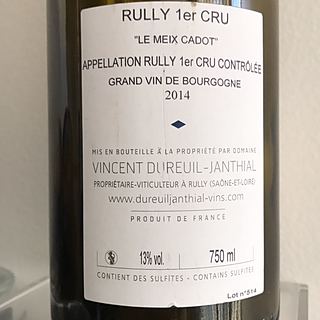 RULLY 1er CRU
"LE MEIX CADOT"
APPELLATION RULLY 1er CRU CONTRÔLÉE
GRAND VIN DE BOURGOGNE
2014
MIS EN BOUTEILLE À LA PROPRIÉTÉ PAR DOMAINE
VINCENT DUREUIL-JANTHIAL
PROPRIÉTAIRE-VITICULTEUR À RULLY (SAÔNE-ET-LOIRE)
www.dureuiljanthial-vins.com
PRODUIT DE FRANCE
13% vol.
750 ml
CONTIENT DES SULFITES - CONTAINS SULFITES
Lot n°514